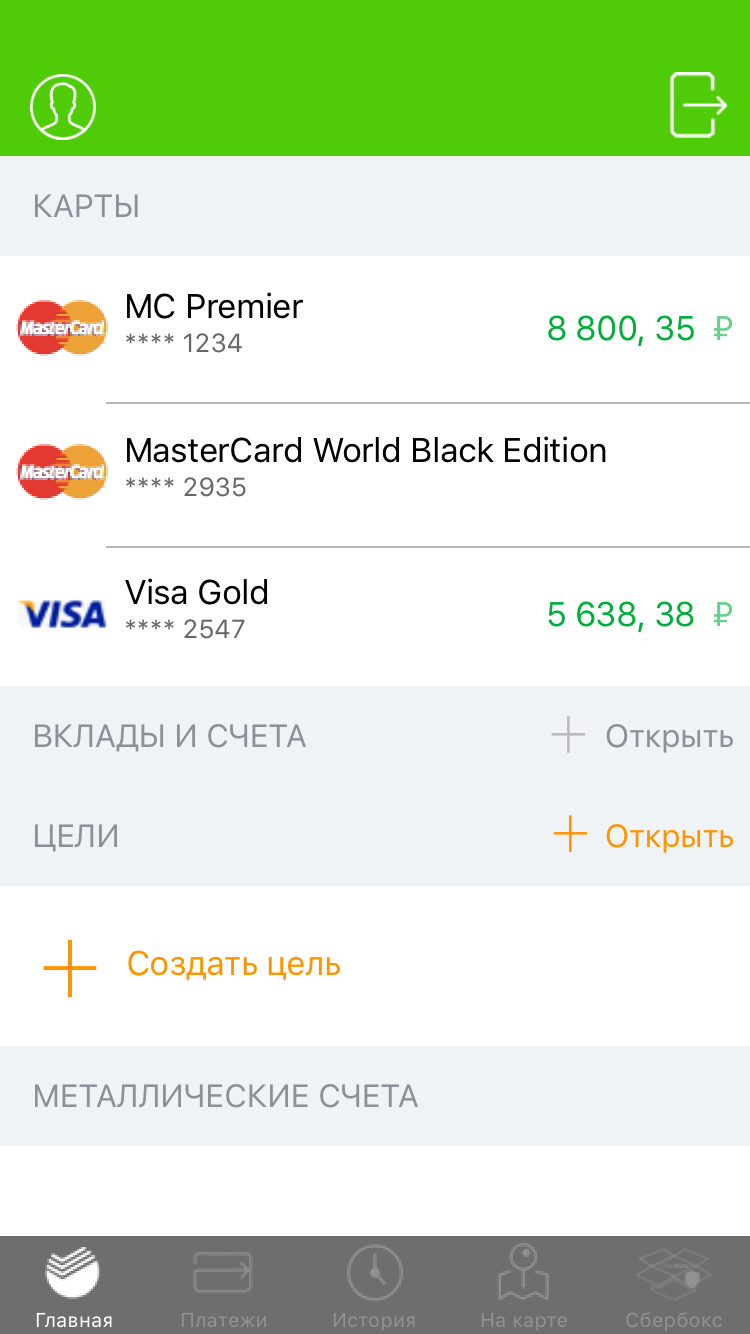 КАРТЫ
MasterCard
MC Premier
**** 1234
8 800, 35 ₽
MasterCard
MasterCard World Black Edition
**** 2935
VISA
Visa Gold
**** 2547
5 638, 38 ₽
ВКЛАДЫ И СЧЕТА
Открыть
ЦЕЛИ
Открыть
Создать цель
МЕТАЛЛИЧЕСКИЕ СЧЕТА
Главная
Платежи
История
На карте
Сбербокс